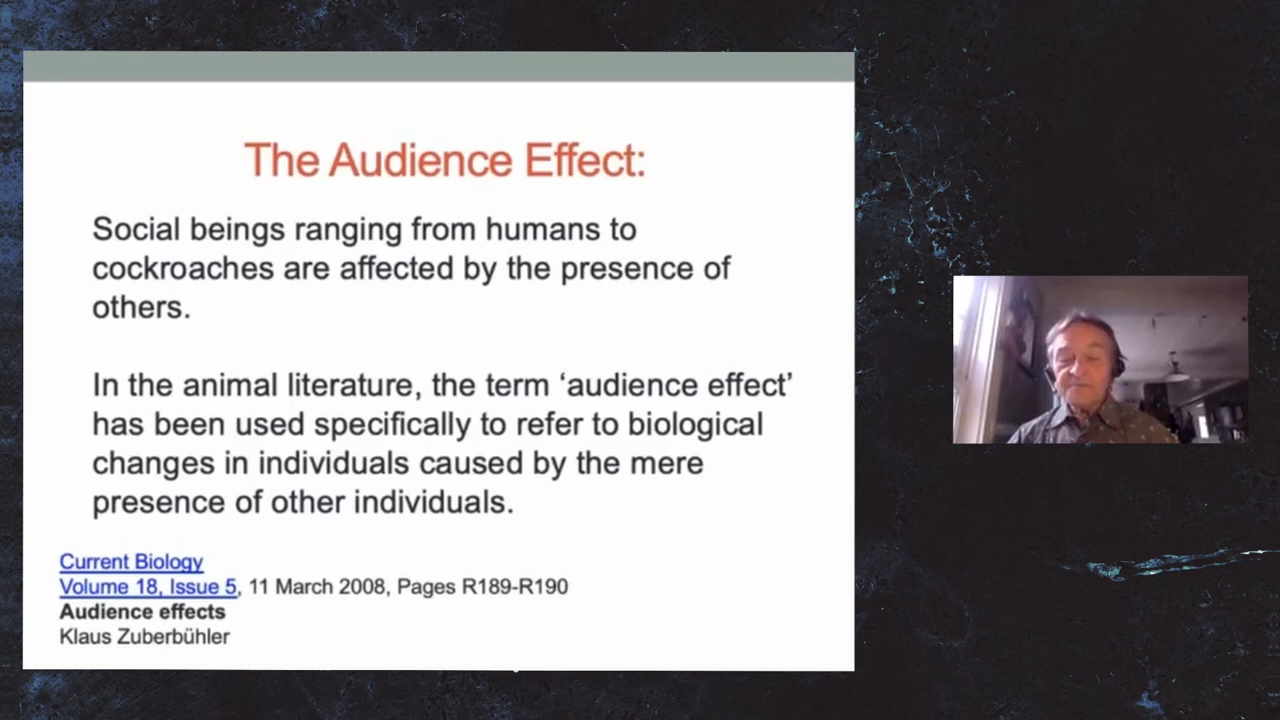 The Audience Effect:
Social beings ranging from humans to
cockroaches are affected by the presence of
others.
In the animal literature, the term ‘audience effect’
has been used specifically to refer to biological
changes in individuals caused by the mere
presence of other individuals.
Current Biology
Volume 18, Issue 5, 11 March 2008, Pages R189-R190
Audience effects
Klaus Zuberbühler